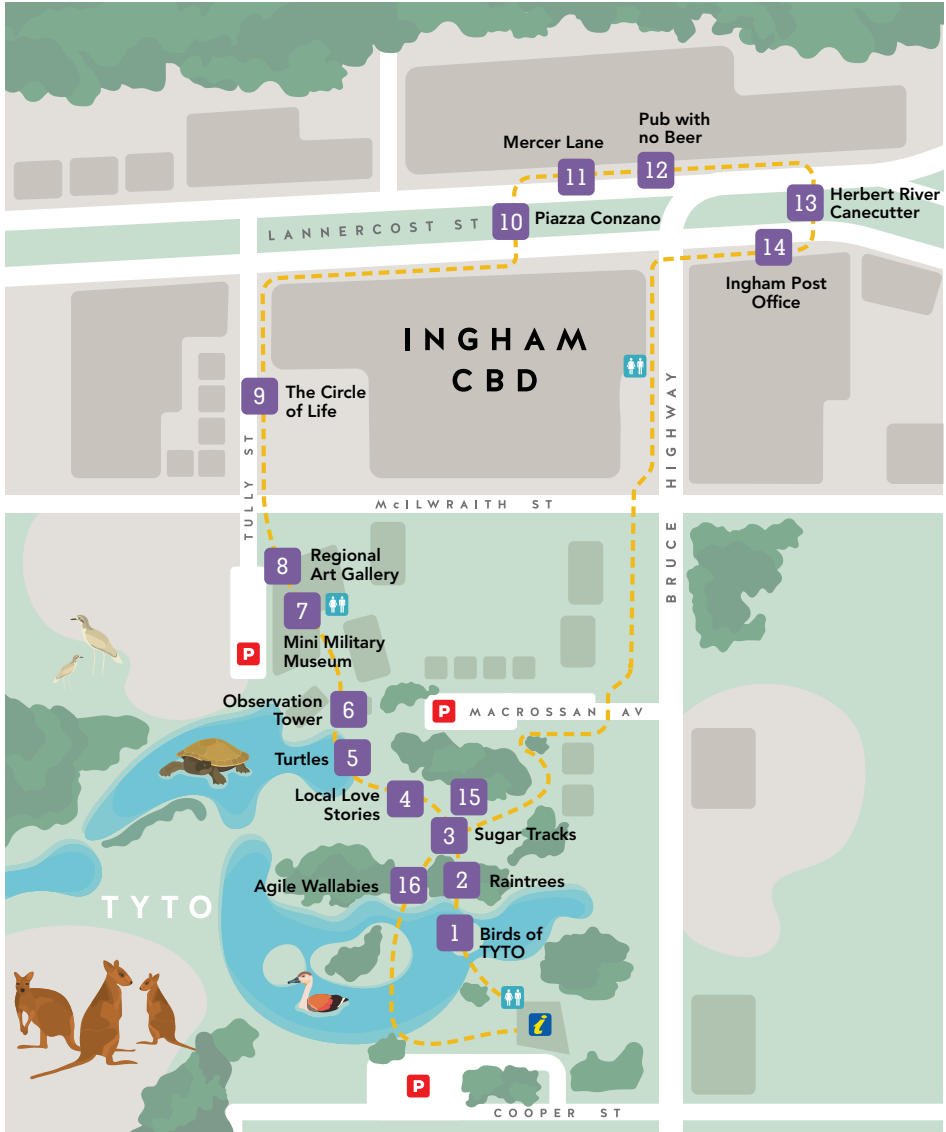 Pub with
no Beer
Mercer Lane
12
11
13
Herbert River
Canecutter
10
Piazza Conzano
LANNERCOST ST
14
Ingham Post
Office
INGHAM
CBD
9
The Circle
of Life
TULLY ST
BRUCE HIGHWAY
McILWRAITH ST
8
Regional
Art Gallery
7
Mini Military
Museum
P
Observation
Tower
6
P
MACROSSAN AV
Turtles
5
Local Love
Stories
4
15
3
Sugar Tracks
Agile Wallabies
16
2
Raintrees
TYTO
1
Birds of
TYTO
i
P
COOPER ST